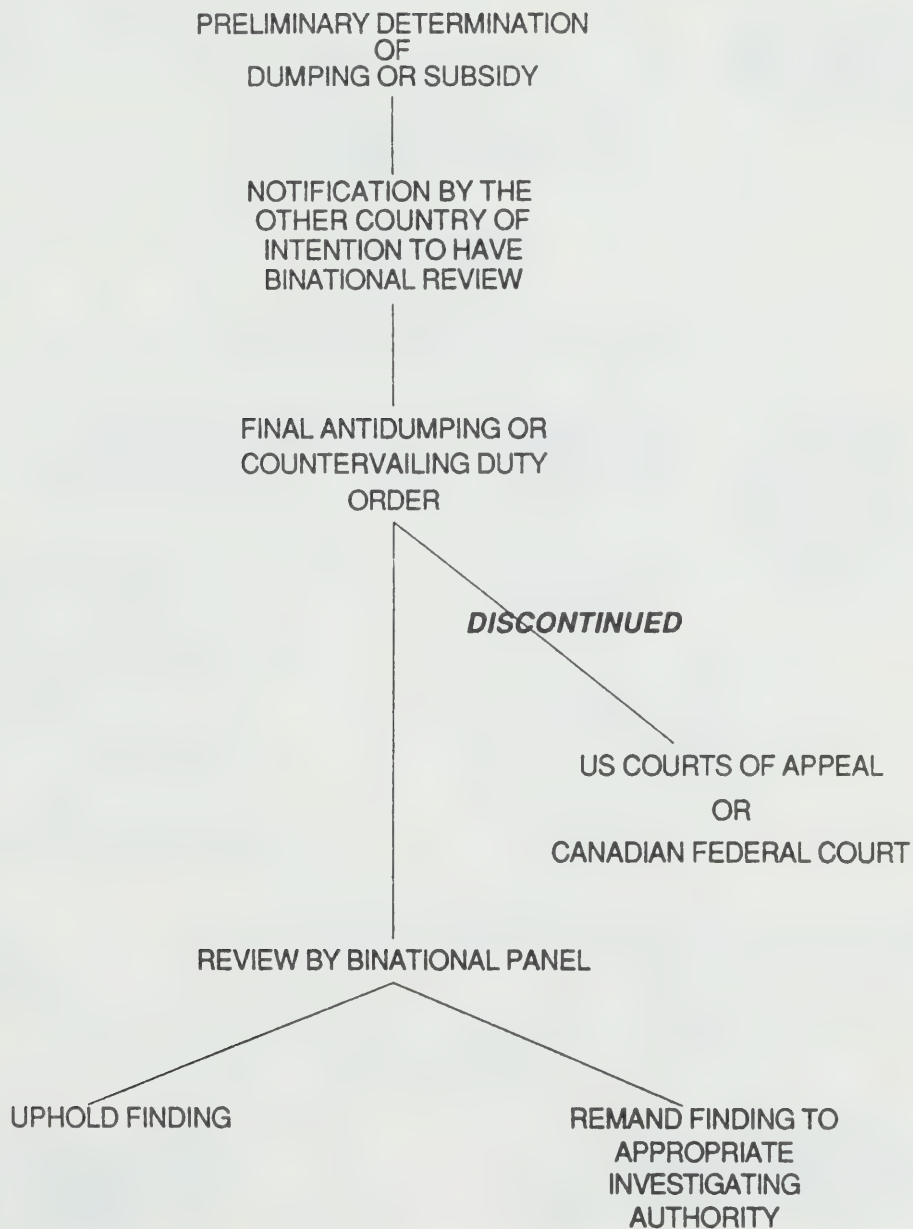 PRELIMINARY DETERMINATION
OF
DUMPING OR SUBSIDY
NOTIFICATION BY THE
OTHER COUNTRY OF
INTENTION TO HAVE
BINATIONAL REVIEW
FINAL ANTIDUMPING OR
COUNTERVAILING DUTY
ORDER
DISCONTINUED
US COURTS OF APPEAL
OR
CANADIAN FEDERAL COURT
REVIEW BY BINATIONAL PANEL
UPHOLD FINDING
REMAND FINDING TO
APPROPRIATE
INVESTIGATING
AUTHORITY